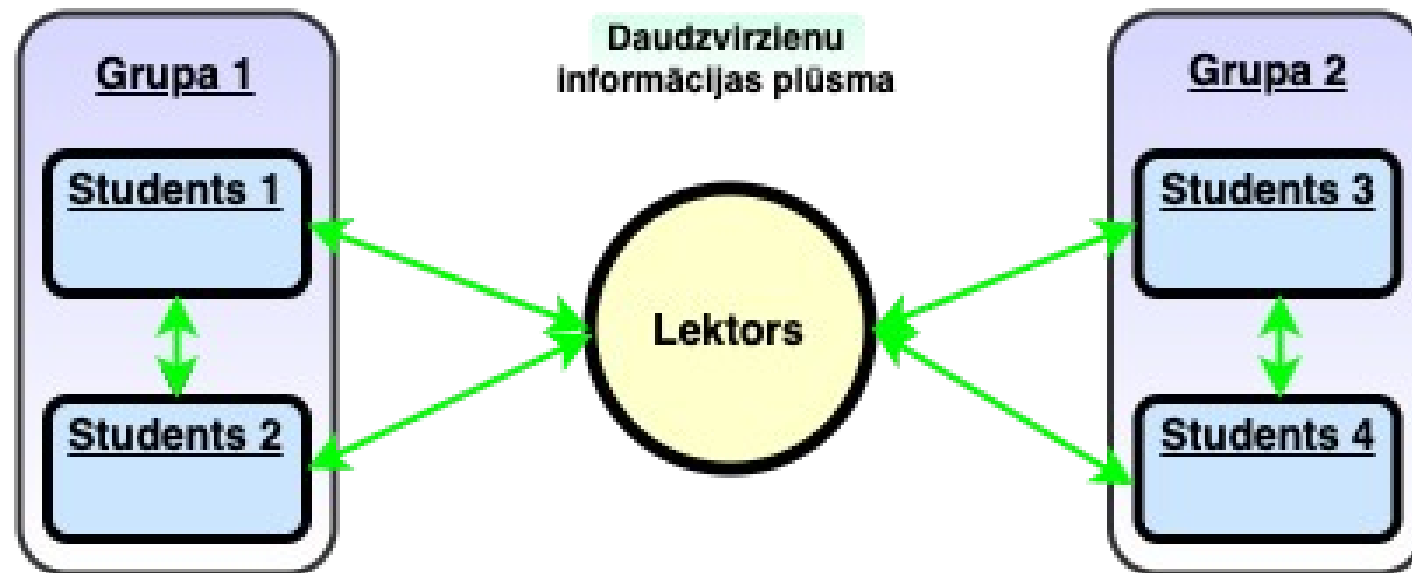 Daudzvirzienu
informācijas plūsma
Grupa 1
Students 1
Students 2
Lektors
Grupa 2
Students 3
Students 4